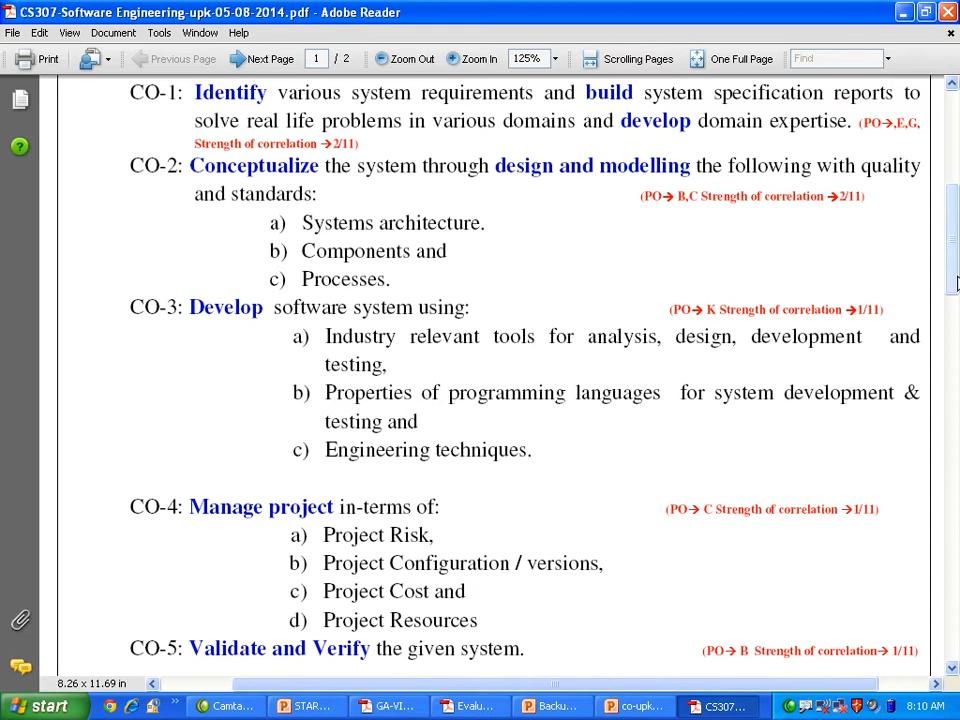 CS307-Software Engineering-upk-05-08-2014.pdf - Adobe Reader
File Edit View Document Tools Window Help
Print Previous Page Next Page 1 / 2 Zoom Out Zoom In 125% Scrolling Pages One Full Page Find
CO-1: Identify various system requirements and build system specification reports to
solve real life problems in various domains and develop domain expertise. (PO→,E,G,
Strength of correlation →2/11)
CO-2: Conceptualize the system through design and modelling the following with quality
and standards: (PO→ B,C Strength of correlation →2/11)
a) Systems architecture.
b) Components and
c) Processes.
CO-3: Develop software system using: (PO→ K Strength of correlation →1/11)
a) Industry relevant tools for analysis, design, development and
testing,
b) Properties of programming languages for system development &
testing and
c) Engineering techniques.
CO-4: Manage project in-terms of: (PO→ C Strength of correlation →1/11)
a) Project Risk,
b) Project Configuration / versions,
c) Project Cost and
d) Project Resources
CO-5: Validate and Verify the given system. (PO→ B Strength of correlation→ 1/11)
8.26 x 11.69 in
start Camta... STAR... GA-VI... Evalu... Backu... co-upk... CS307... 8:10 AM